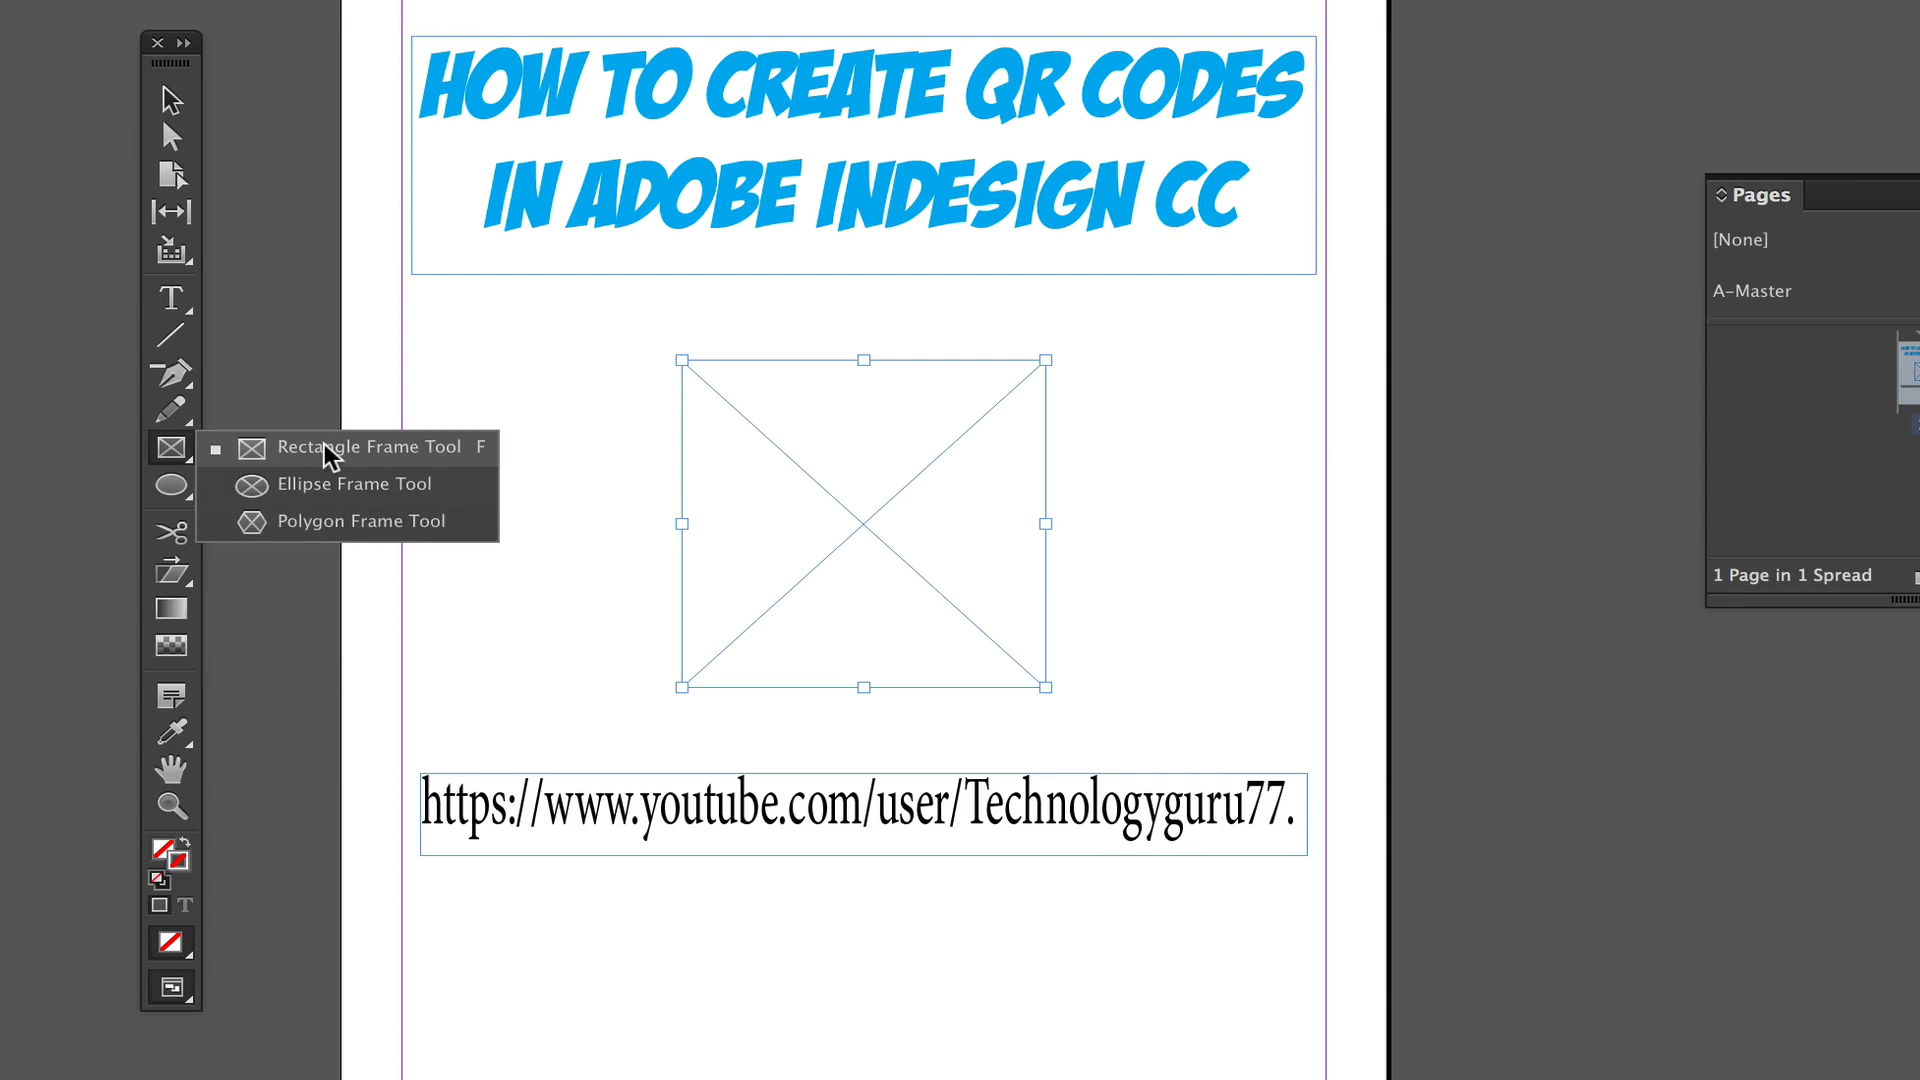 HOW TO CREATE QR CODES
IN ADOBE INDESIGN CC
Rectangle Frame Tool F
Ellipse Frame Tool
Polygon Frame Tool
https://www.youtube.com/user/Technologyguru77.
Pages
[None]
A-Master
1 Page in 1 Spread